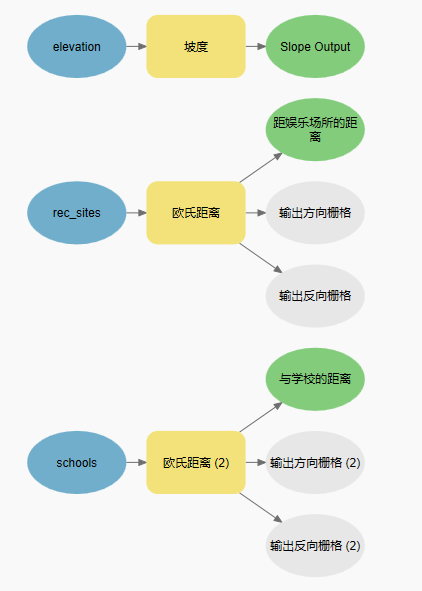 elevation
坡度
Slope Output
距娱乐场所的距
离
rec_sites
欧氏距离
输出方向栅格
输出反向栅格
与学校的距离
schools
欧氏距离 (2)
输出方向栅格 (2)
输出反向栅格 (2)